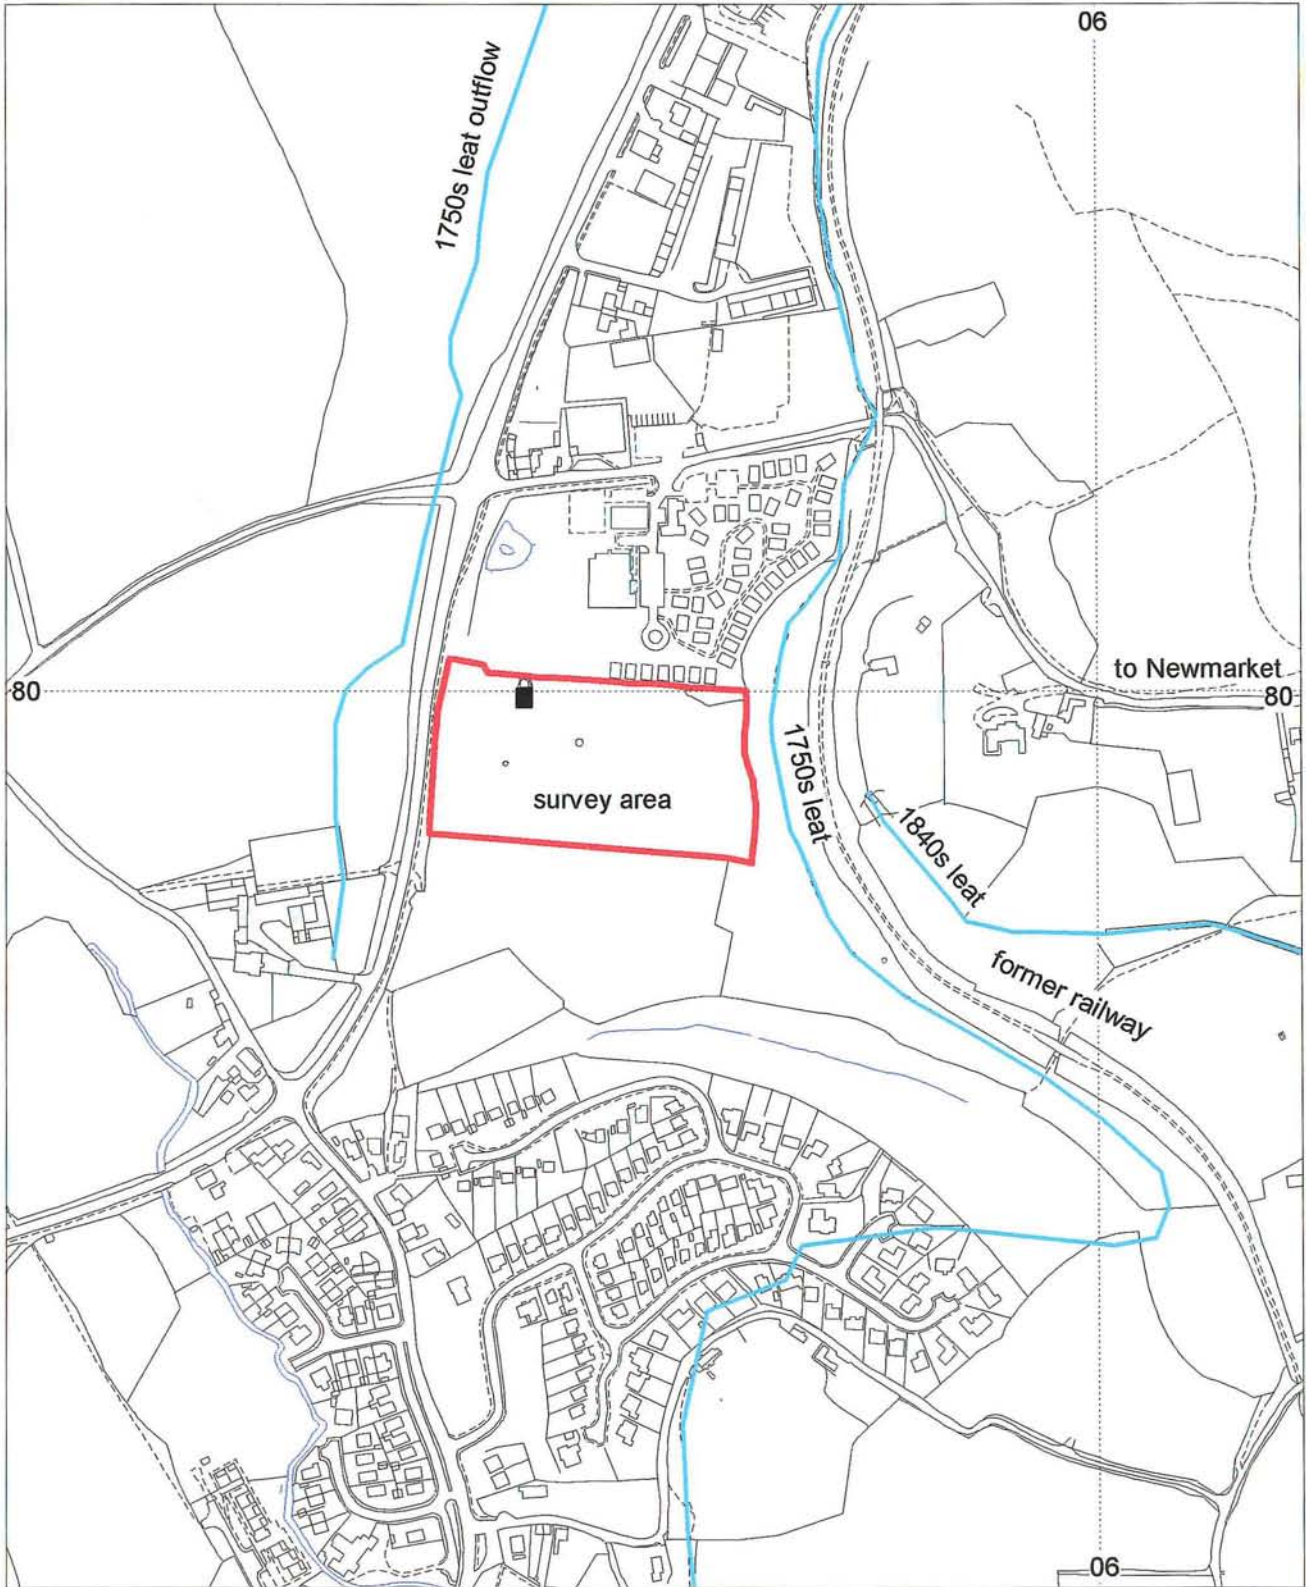 06
1750s leat outflow
to Newmarket
80
80
1750s leat
survey area
1840s leat
former railway
06